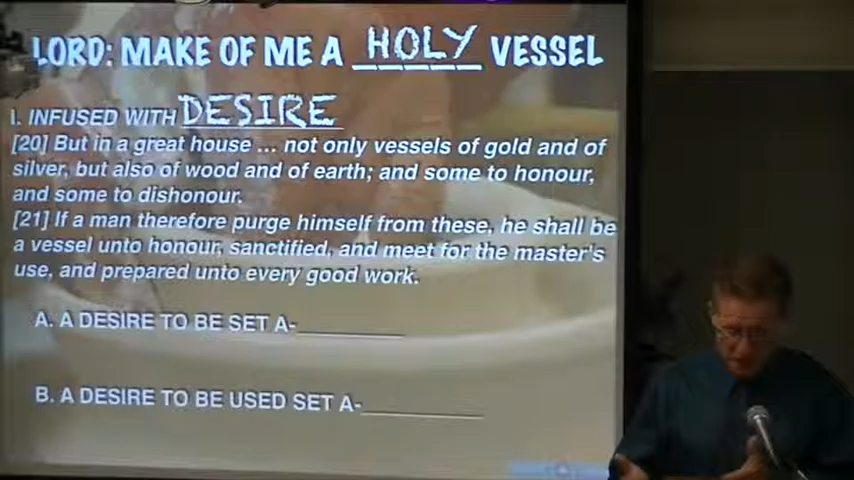 LORD: MAKE OF ME A HOLY VESSEL
I. INFUSED WITH DESIRE
[20] But in a great house ... not only vessels of gold and of
silver, but also of wood and of earth; and some to honour,
and some to dishonour.
[21] If a man therefore purge himself from these, he shall be
a vessel unto honour, sanctified, and meet for the master's
use, and prepared unto every good work.
A. A DESIRE TO BE SET A-__________
B. A DESIRE TO BE USED SET A-__________